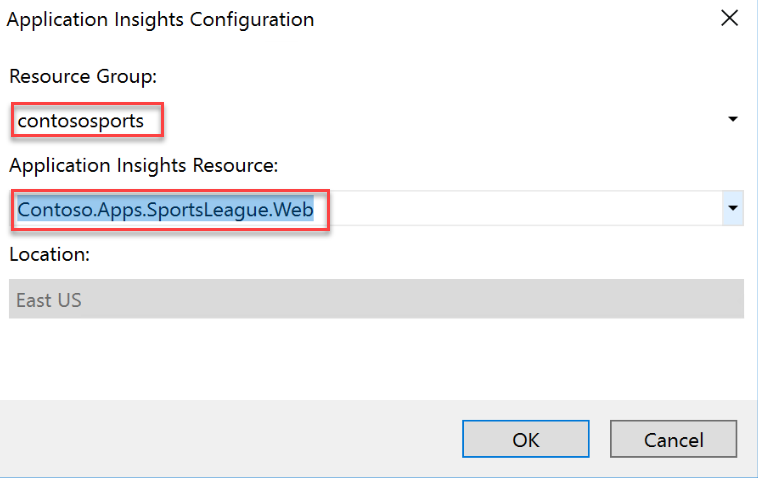 Application Insights Configuration
Resource Group:
contososports
Application Insights Resource:
Contoso.Apps.SportsLeague.Web
Location:
East US
OK
Cancel